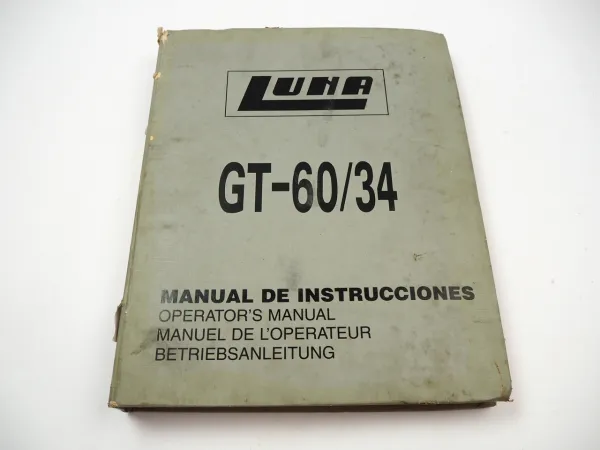 LUNA
GT-60/34
MANUAL DE INSTRUCCIONES
OPERATOR'S MANUAL
MANUEL DE L'OPERATEUR
BETRIEBSANLEITUNG